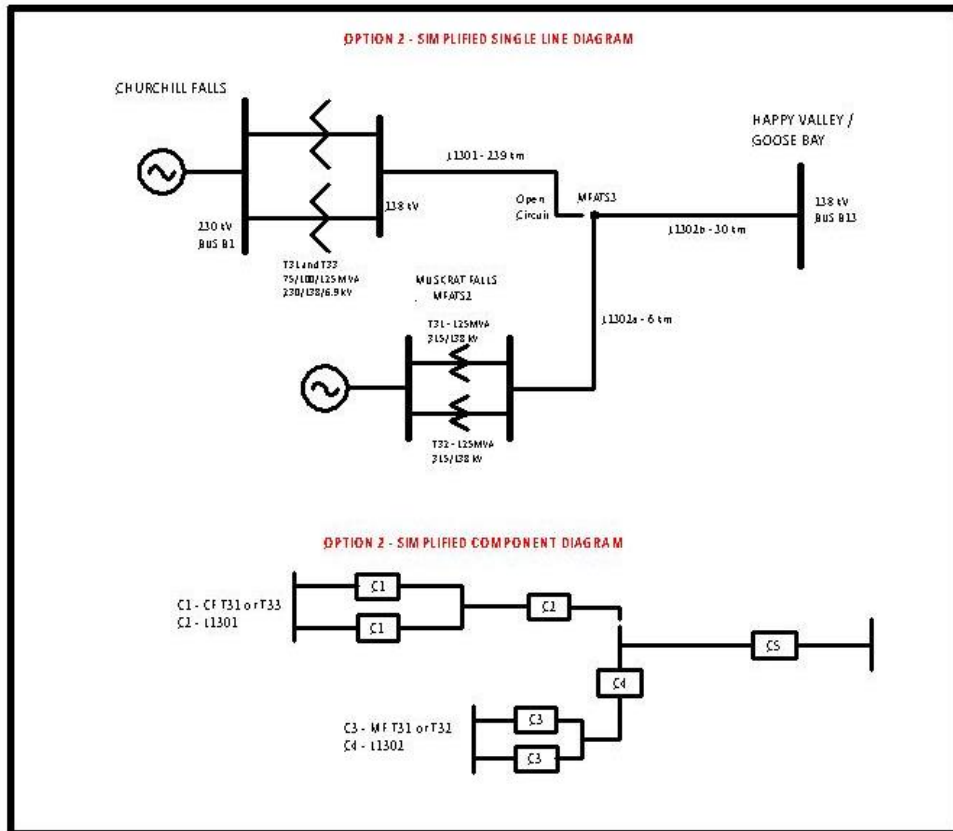 OPTION 2 - SIMPLIFIED SINGLE LINE DIAGRAM
CHURCHILL FALLS
HAPPY VALLEY /
GOOSE BAY
L1301 - 239 km
Open
Circuit
MFATS3
138 kV
138 kV
BUS B13
L1302b - 30 km
230 kV
BUS B1
T31 and T33
75/100/125 MVA
230/138/6.9 kV
MUSKRAT FALLS
MFATS2
L1302a - 6 km
T31 - 125MVA
315/138 kV
T32 - 125MVA
315/138 kV
OPTION 2 - SIMPLIFIED COMPONENT DIAGRAM
C1 - CF T31 or T33
C2 - L1301
C1
C1
C2
C5
C4
C3 - MF T31 or T32
C4 - L1302
C3
C3